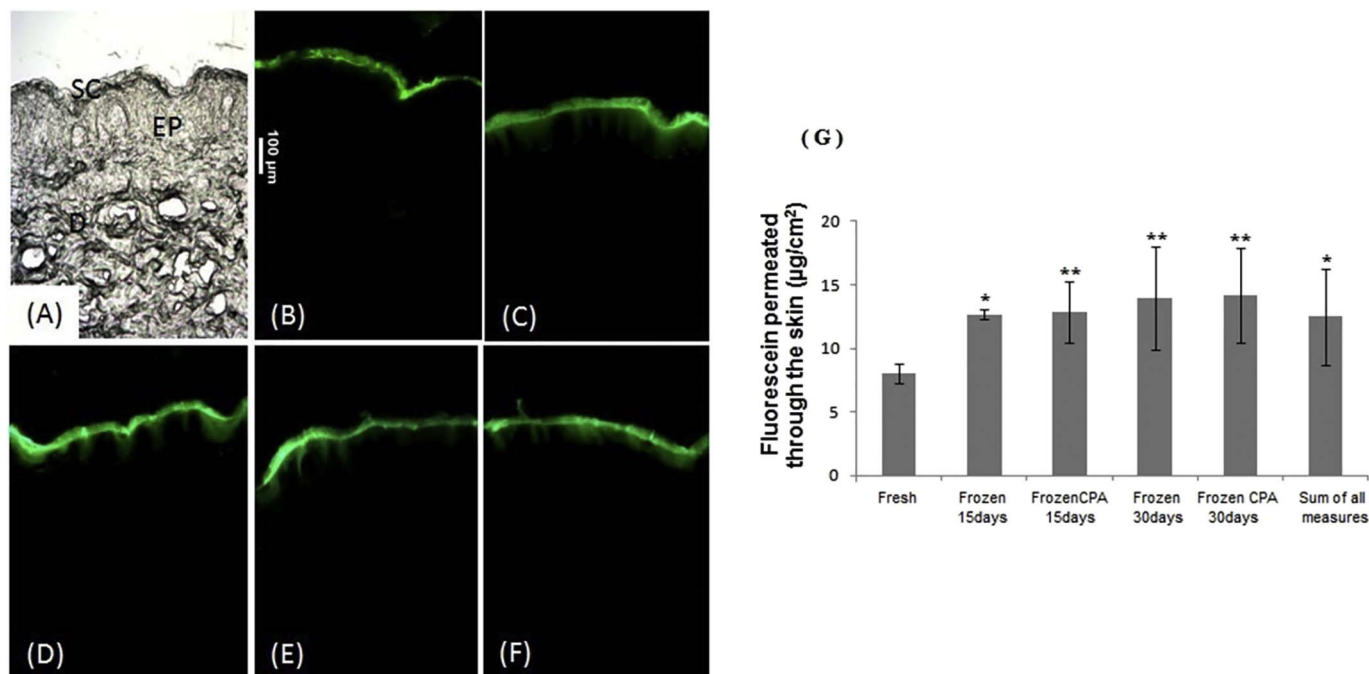 SC
EP
100 µm
D
(A)
(B)
(C)
(D)
(E)
(F)
(G)
Fluorescein permeated
through the skin (µg/cm²)
20
15
10
5
0
*
**
**
**
*
Fresh
Frozen
15days
FrozenCPA
15days
Frozen
30days
Frozen CPA
30days
Sum of all
measures